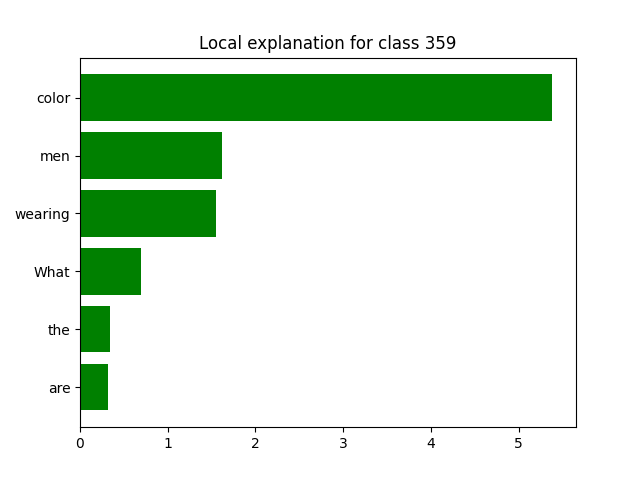 Local explanation for class 359
color
men
wearing
What
the
are
0 1 2 3 4 5